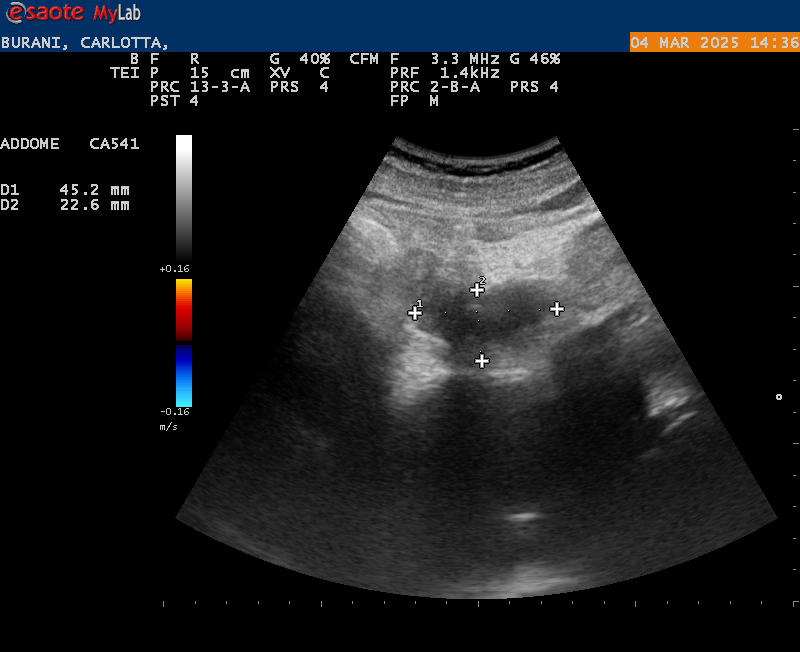 esaote MyLab
BURANI, CARLOTTA, 04 MAR 2025 14:36
B F R G 40% CFM F 3.3 MHz G 46%
TEI P 15 cm XV C PRF 1.4kHz
PRC 13-3-A PRS 4 PRC 2-B-A PRS 4
PST 4 FP M
ADDOME CA541
D1 45.2 mm
D2 22.6 mm
+0.16
-0.16
m/s
2
1